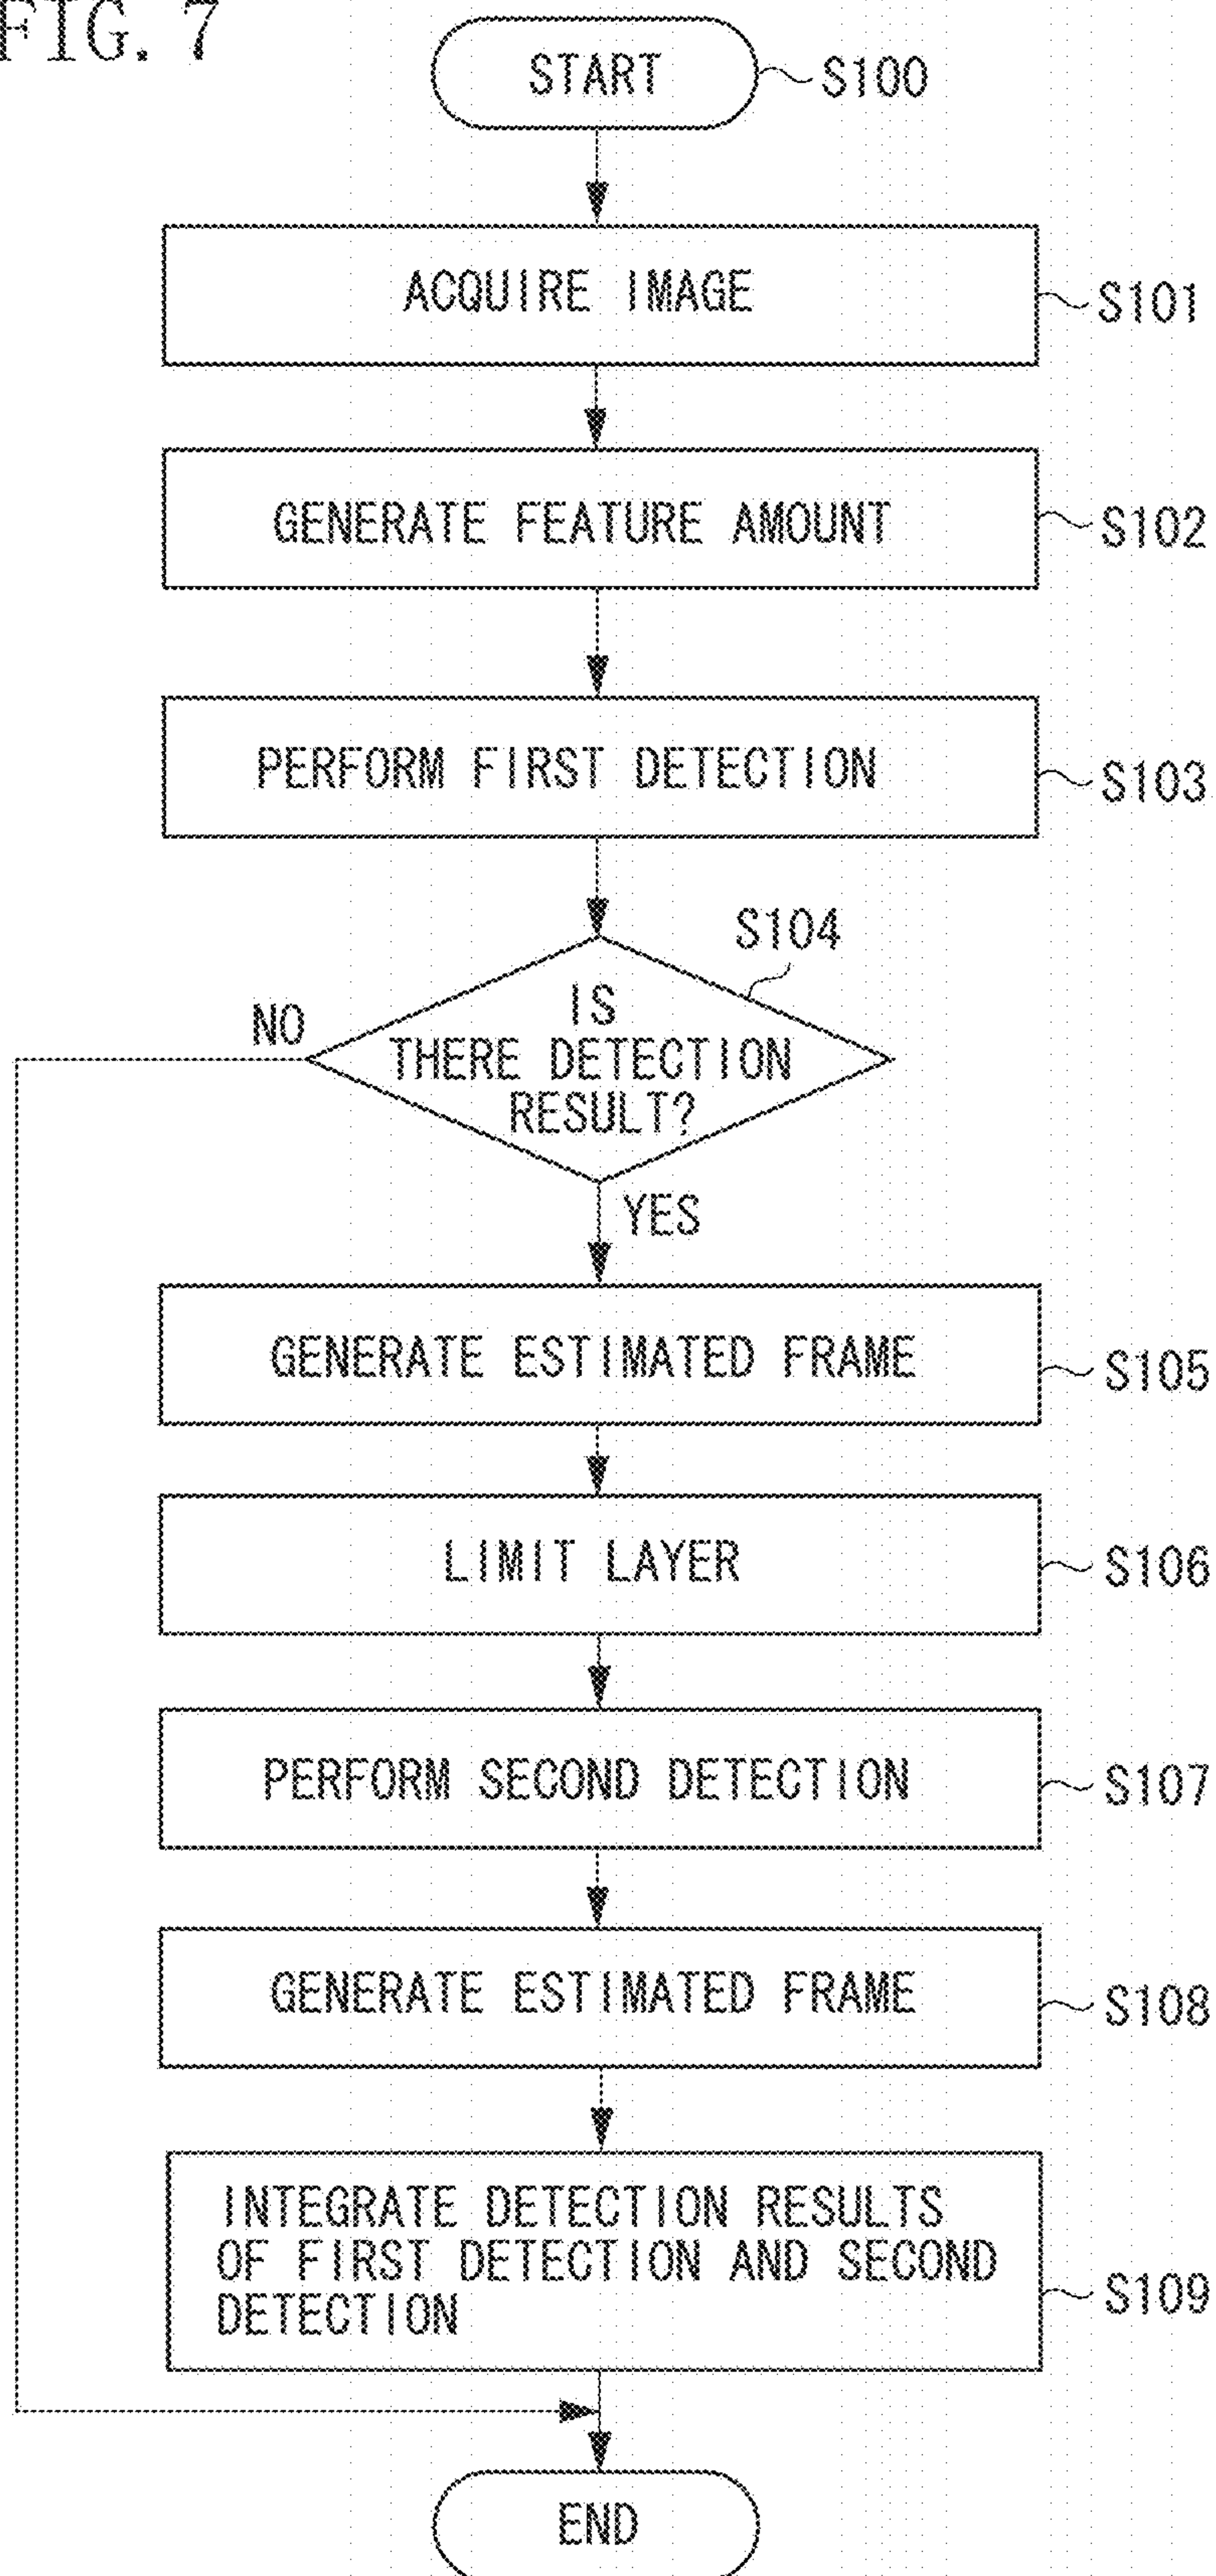 FIG. 7
START
S100
ACQUIRE IMAGE
S101
GENERATE FEATURE AMOUNT
S102
PERFORM FIRST DETECTION
S103
S104
IS
THERE DETECTION
RESULT?
NO
YES
GENERATE ESTIMATED FRAME
S105
LIMIT LAYER
S106
PERFORM SECOND DETECTION
S107
GENERATE ESTIMATED FRAME
S108
INTEGRATE DETECTION RESULTS
OF FIRST DETECTION AND SECOND
DETECTION
S109
END